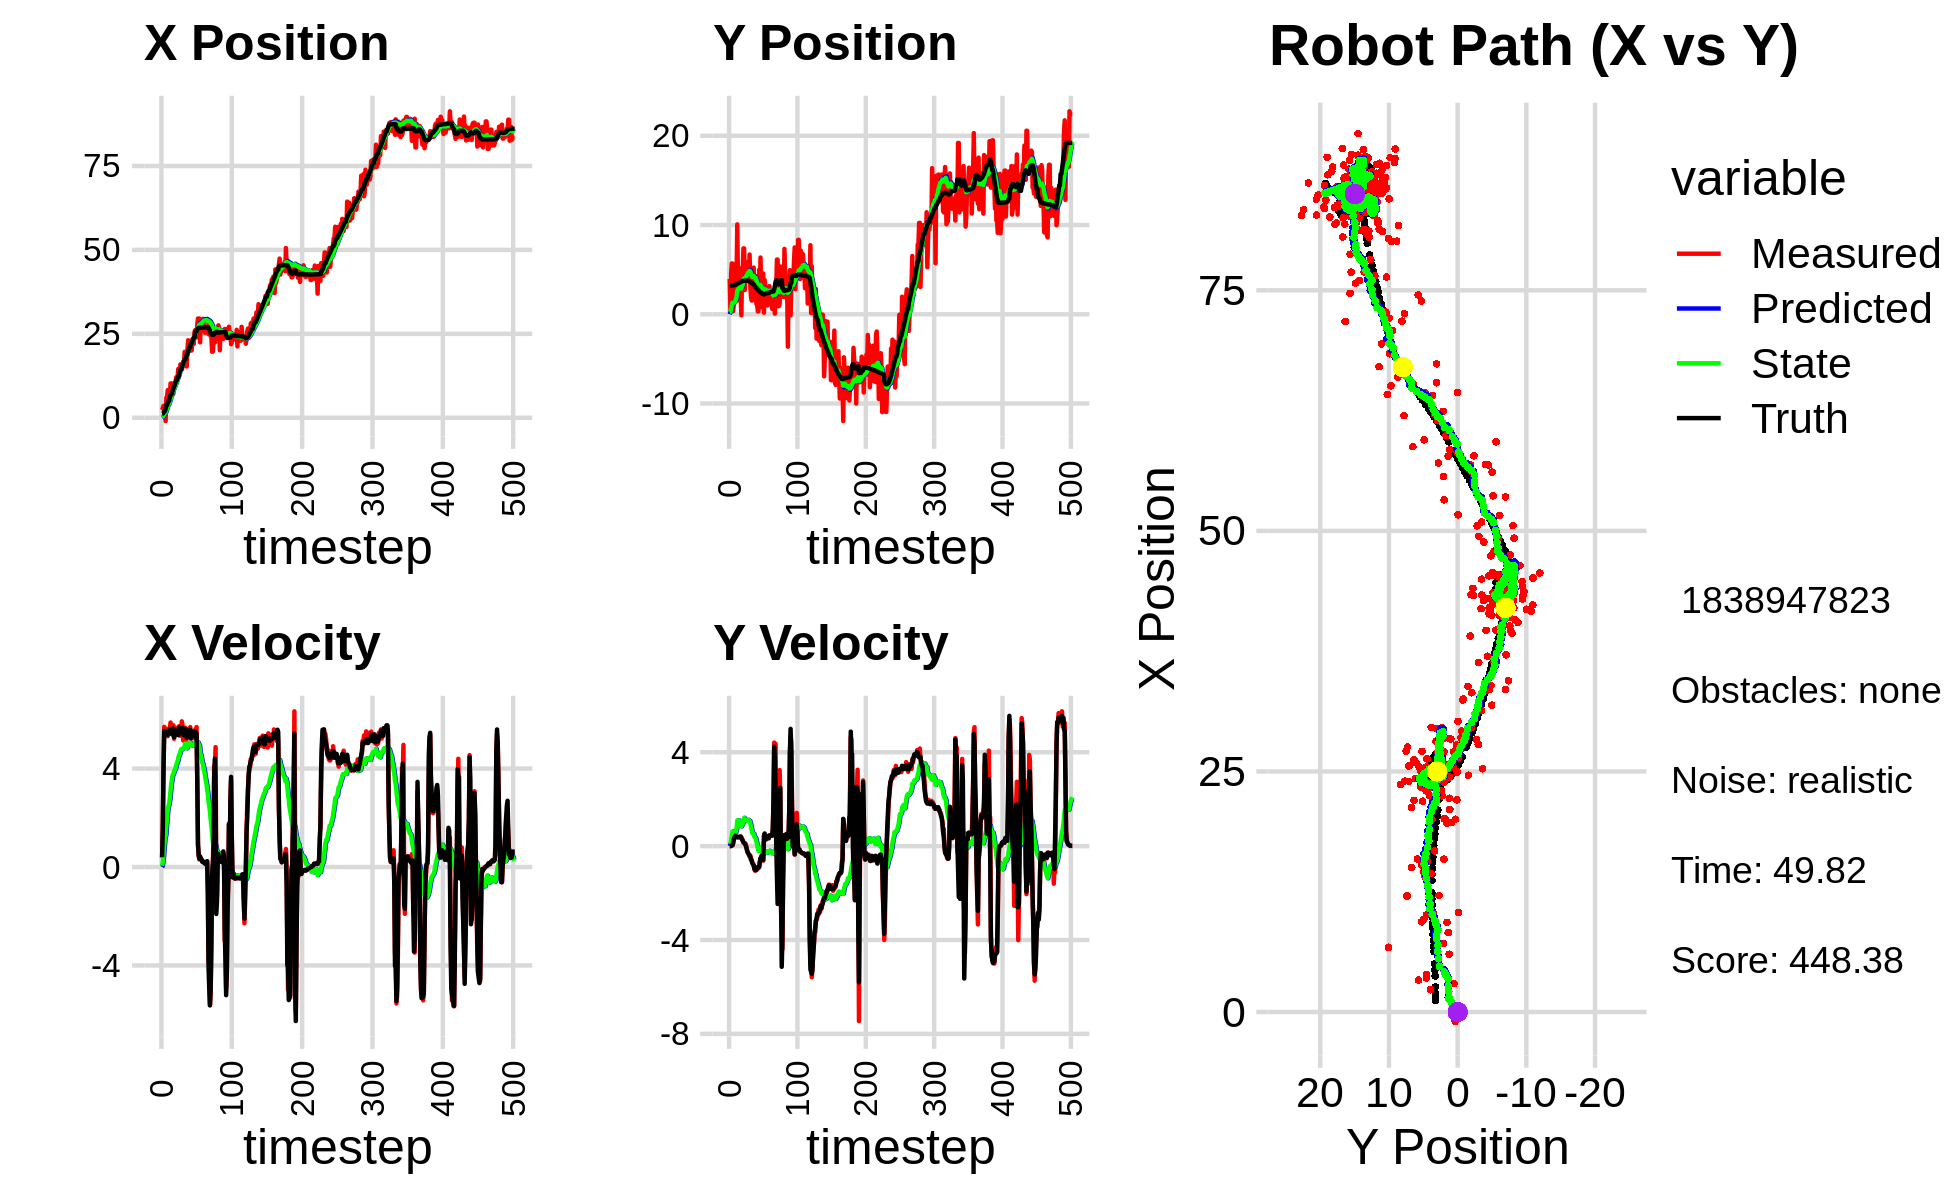 X Position
75
50
25
0
0 100 200 300 400 500
timestep
Y Position
20
10
0
-10
0 100 200 300 400 500
timestep
X Velocity
4
0
-4
0 100 200 300 400 500
timestep
Y Velocity
4
0
-4
-8
0 100 200 300 400 500
timestep
Robot Path (X vs Y)
X Position
75
50
25
0
20 10 0 -10 -20
Y Position
variable
Measured
Predicted
State
Truth
1838947823
Obstacles: none
Noise: realistic
Time: 49.82
Score: 448.38